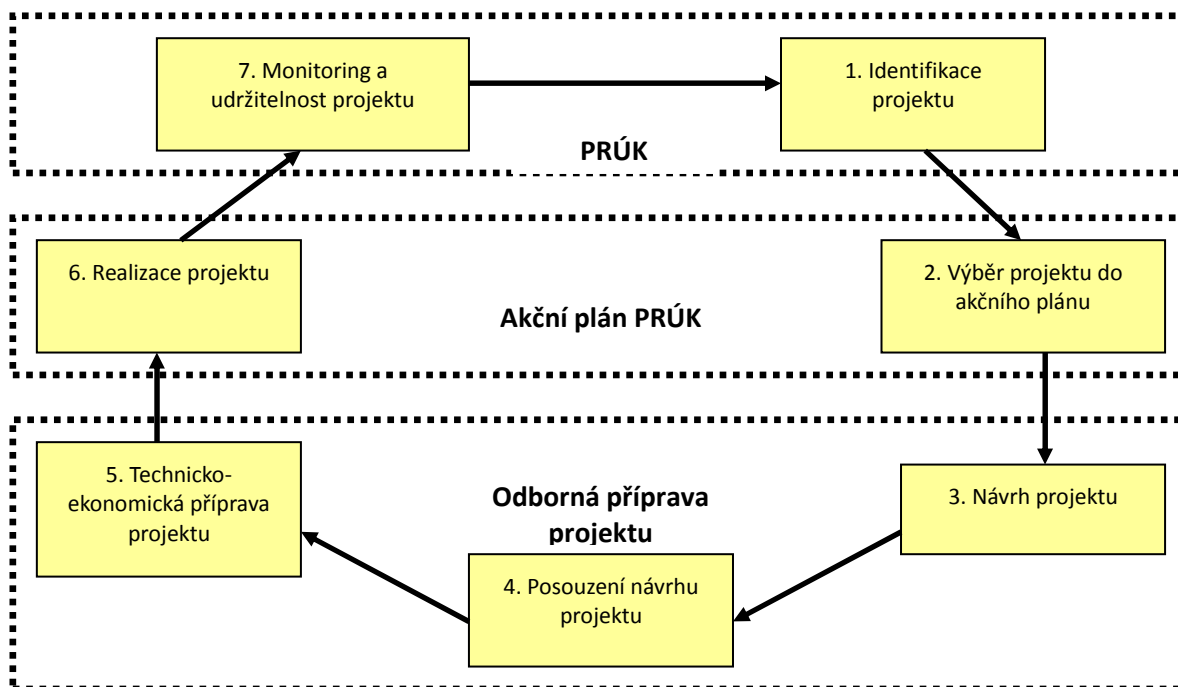 7. Monitoring a
udržitelnost projektu
1. Identifikace
projektu
PRÚK
6. Realizace projektu
2. Výběr projektu do
akčního plánu
Akční plán PRÚK
5. Technicko-
ekonomická příprava
projektu
Odborná příprava
projektu
3. Návrh projektu
4. Posouzení návrhu
projektu